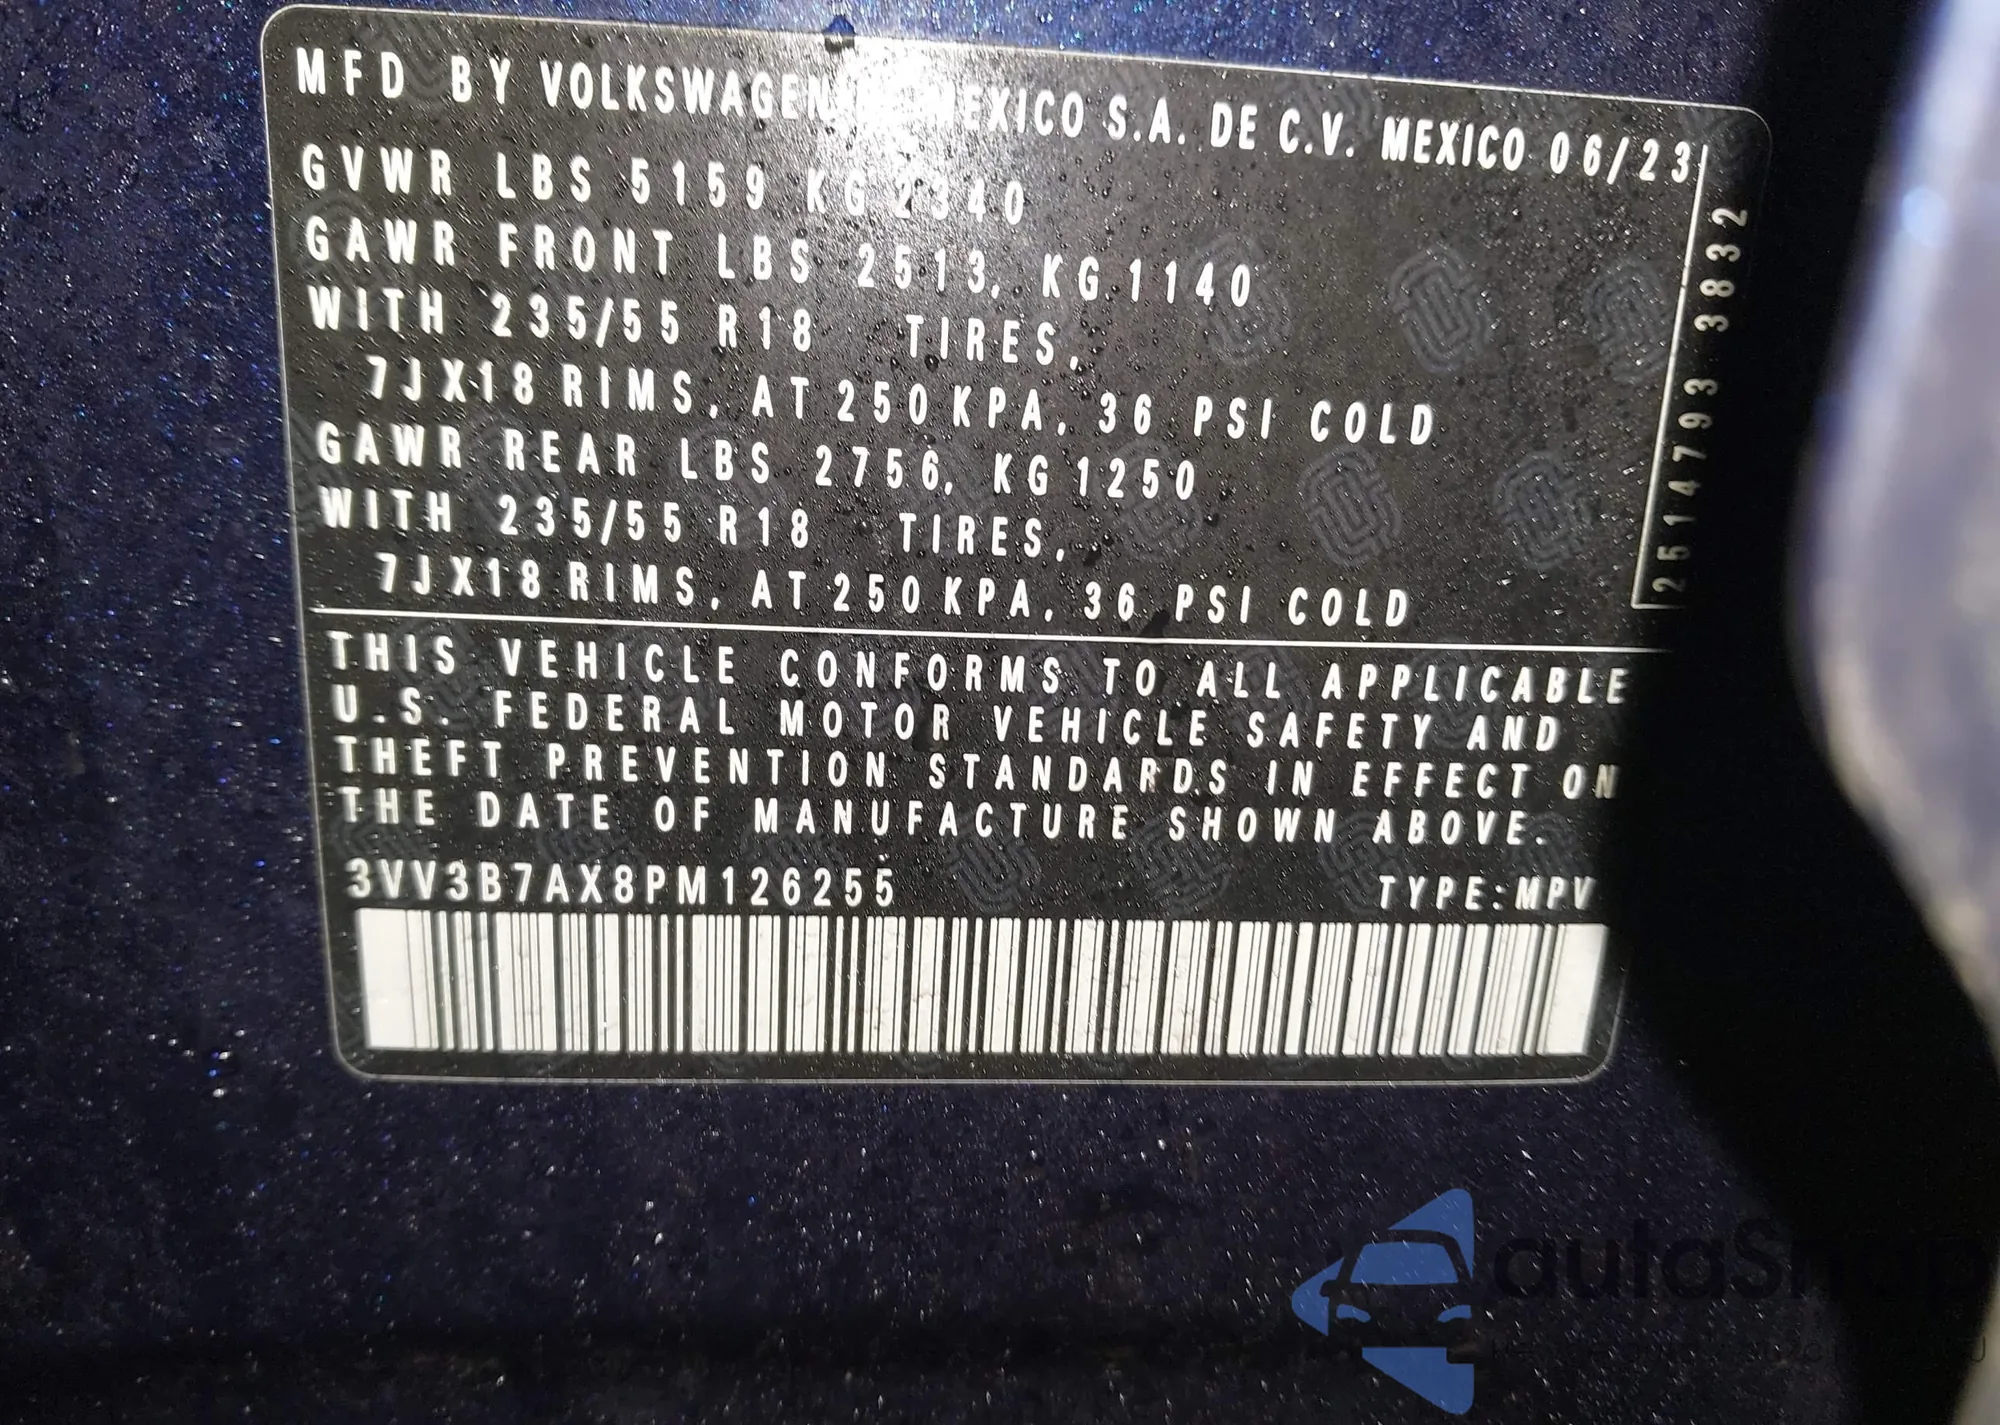 MFD BY VOLKSWAGEN MEXICO S.A. DE C.V. MEXICO 06/23
GVWR LBS 5159 KG 2340
GAWR FRONT LBS 2513, KG 1140
WITH 235/55 R18 TIRES,
7JX18 RIMS, AT 250 KPA, 36 PSI COLD
GAWR REAR LBS 2756, KG 1250
WITH 235/55 R18 TIRES,
7JX18 RIMS, AT 250 KPA, 36 PSI COLD
2514793 3832
THIS VEHICLE CONFORMS TO ALL APPLICABLE
U.S. FEDERAL MOTOR VEHICLE SAFETY AND
THEFT PREVENTION STANDARDS IN EFFECT ON
THE DATE OF MANUFACTURE SHOWN ABOVE.
3VV3B7AX8PM126255 TYPE:MPV